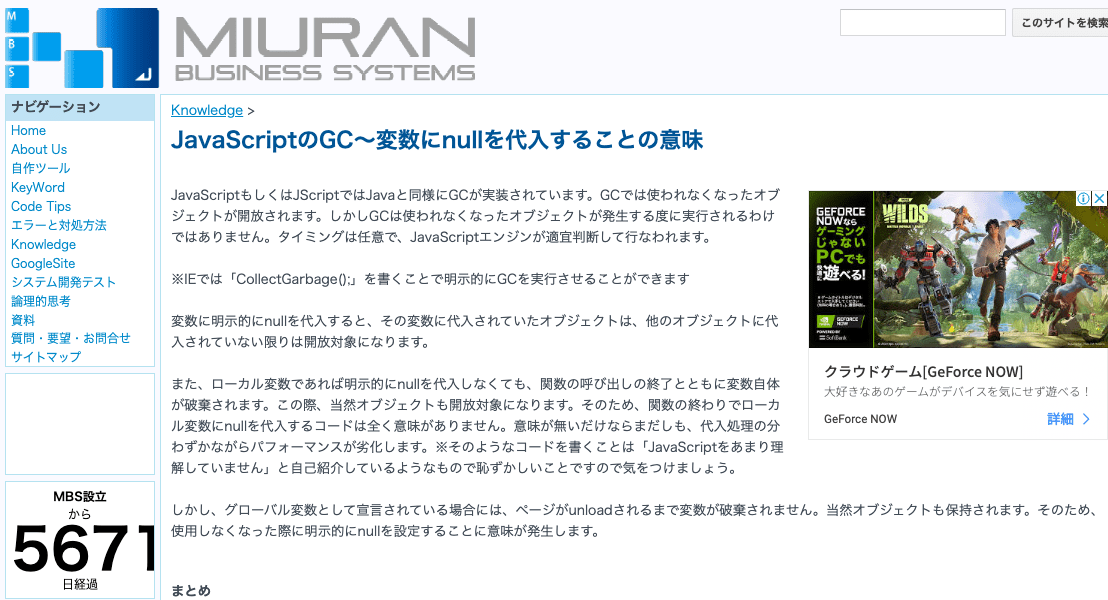 M
B
S
J
MIURAN
BUSINESS SYSTEMS
このサイトを検索
ナビゲーション
Home
About Us
自作ツール
KeyWord
Code Tips
エラーと対処方法
Knowledge
GoogleSite
システム開発テスト
論理的思考
資料
質問・要望・お問合せ
サイトマップ
MBS設立
から
5671
日経過
Knowledge >
JavaScriptのGC～変数にnullを代入することの意味
JavaScriptもしくはJScriptではJavaと同様にGCが実装されています。GCでは使われなくなったオブ
ジェクトが開放されます。しかしGCは使われなくなったオブジェクトが発生する度に実行されるわけ
ではありません。タイミングは任意で、JavaScriptエンジンが適宜判断して行なわれます。
※IEでは「CollectGarbage();」を書くことで明示的にGCを実行させることができます
変数に明示的にnullを代入すると、その変数に代入されていたオブジェクトは、他のオブジェクトに代
入されていない限りは開放対象になります。
また、ローカル変数であれば明示的にnullを代入しなくても、関数の呼び出しの終了とともに変数自体
が破棄されます。この際、当然オブジェクトも開放対象になります。そのため、関数の終わりでローカ
ル変数にnullを代入するコードは全く意味がありません。意味が無いだけならまだしも、代入処理の分
わずかながらパフォーマンスが劣化します。※そのようなコードを書くことは「JavaScriptをあまり理
解していません」と自己紹介しているようなもので恥ずかしいことですので気をつけましょう。
しかし、グローバル変数として宣言されている場合には、ページがunloadされるまで変数が破棄されません。当然オブジェクトも保持されます。そのため、
使用しなくなった際に明示的にnullを設定することに意味が発生します。
まとめ
GEFORCE
NOWなら
ゲーミング
じゃない
PCでも
快適に遊べる!
WILDS
GEFORCE
NOW
POWERED BY
SoftBank
クラウドゲーム[GeForce NOW]
大好きなあのゲームがデバイスを気にせず遊べる！
GeForce NOW
詳細